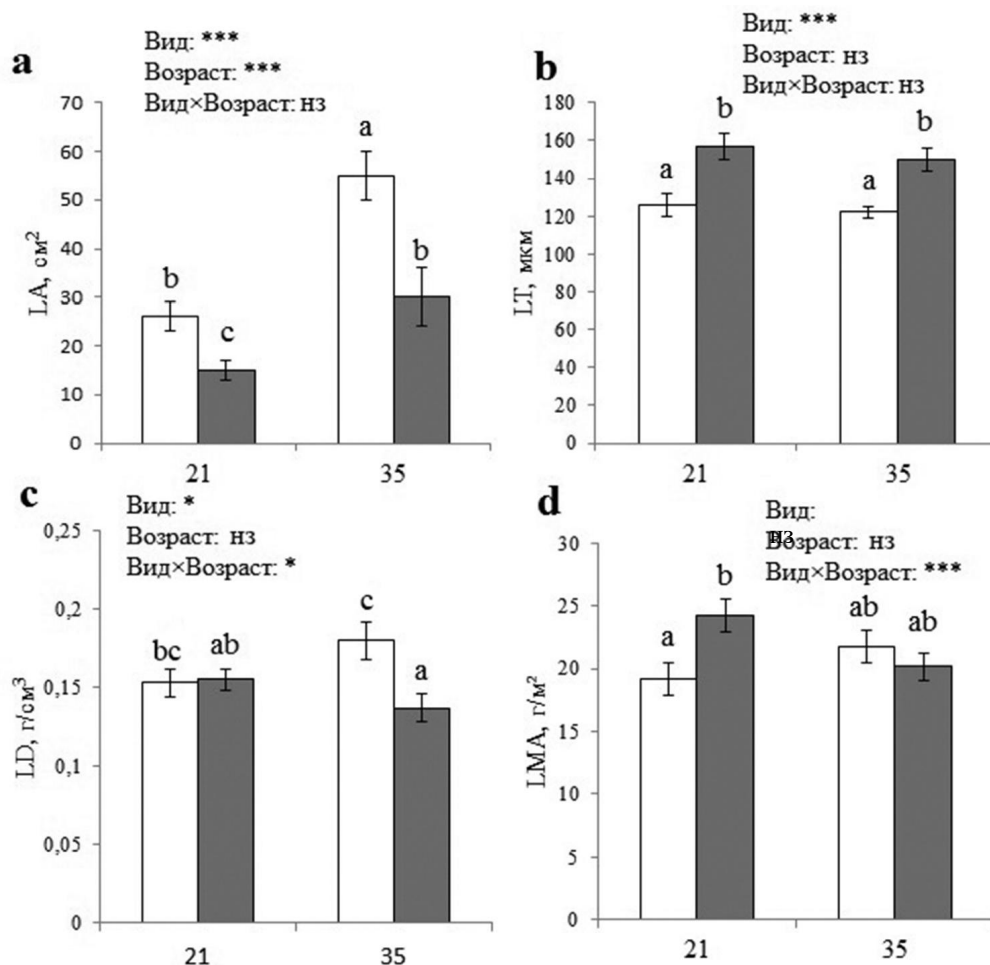 a
Вид: ***
Возраст: ***
Вид×Возраст: нз
70
60
50
40
30
20
10
0
LA, см²
b
c
a
b
21
35
b
Вид: ***
Возраст: нз
Вид×Возраст: нз
180
160
140
120
100
80
60
40
20
0
LT, мкм
a
b
a
b
21
35
c
Вид: *
Возраст: нз
Вид×Возраст: *
0,25
0,2
0,15
0,1
0,05
0
LD, г/см³
bc
ab
c
a
21
35
d
Вид:
нз
Возраст: нз
Вид×Возраст: ***
30
25
20
15
10
5
0
LMA, г/м²
a
b
ab
ab
21
35